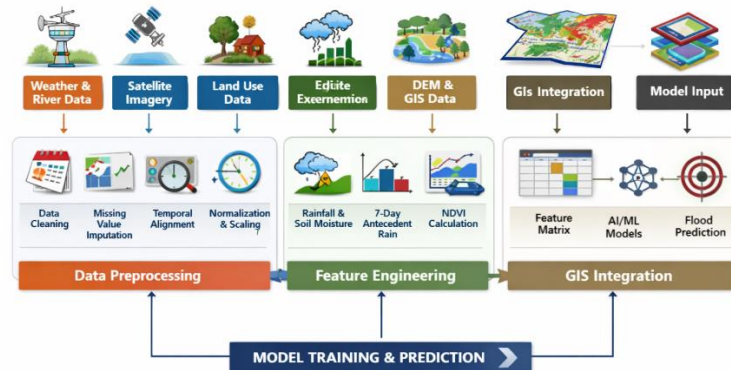 Weather &
River Data
Satellite
Imagery
Land Use
Data
Exeernemion
DEM &
GIS Data
GIs Integration
Model Input
Data
Cleaning
Missing
Value
Imputation
Temporal
Alignment
Normalization
& Scaling
Rainfall &
Soil Moisture
7-Day
Antecedent
Rain
NDVI
Calculation
Feature
Matrix
AI/ML
Models
Flood
Prediction
Data Preprocessing
Feature Engineering
GIS Integration
MODEL TRAINING & PREDICTION